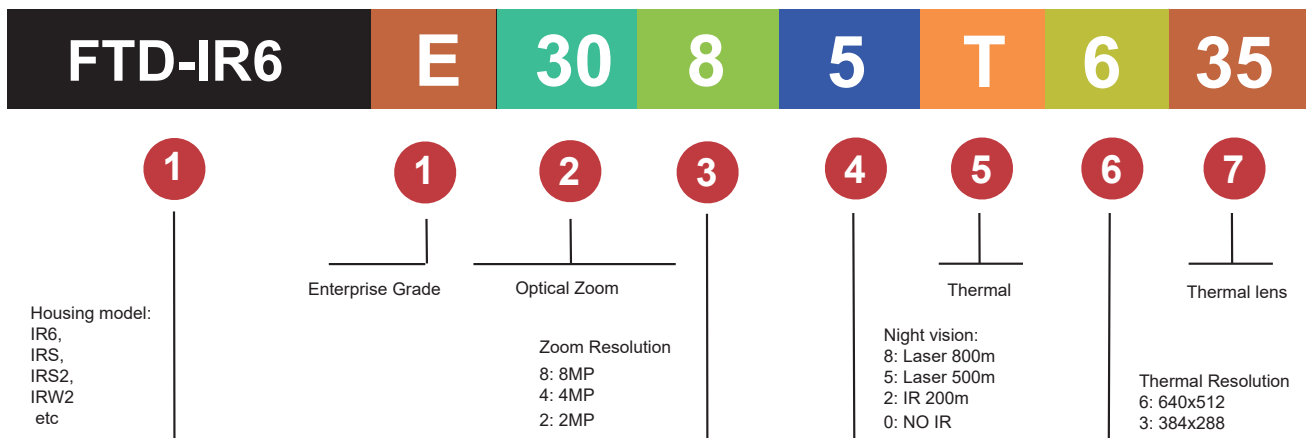 FTD-IR6 E 30 8 5 T 6 35
1 1 2 3 4 5 6 7
Enterprise Grade
Optical Zoom
Thermal
Thermal lens
Housing model:
IR6,
IRS,
IRS2,
IRW2
etc
Zoom Resolution
8: 8MP
4: 4MP
2: 2MP
Night vision:
8: Laser 800m
5: Laser 500m
2: IR 200m
0: NO IR
Thermal Resolution
6: 640x512
3: 384x288